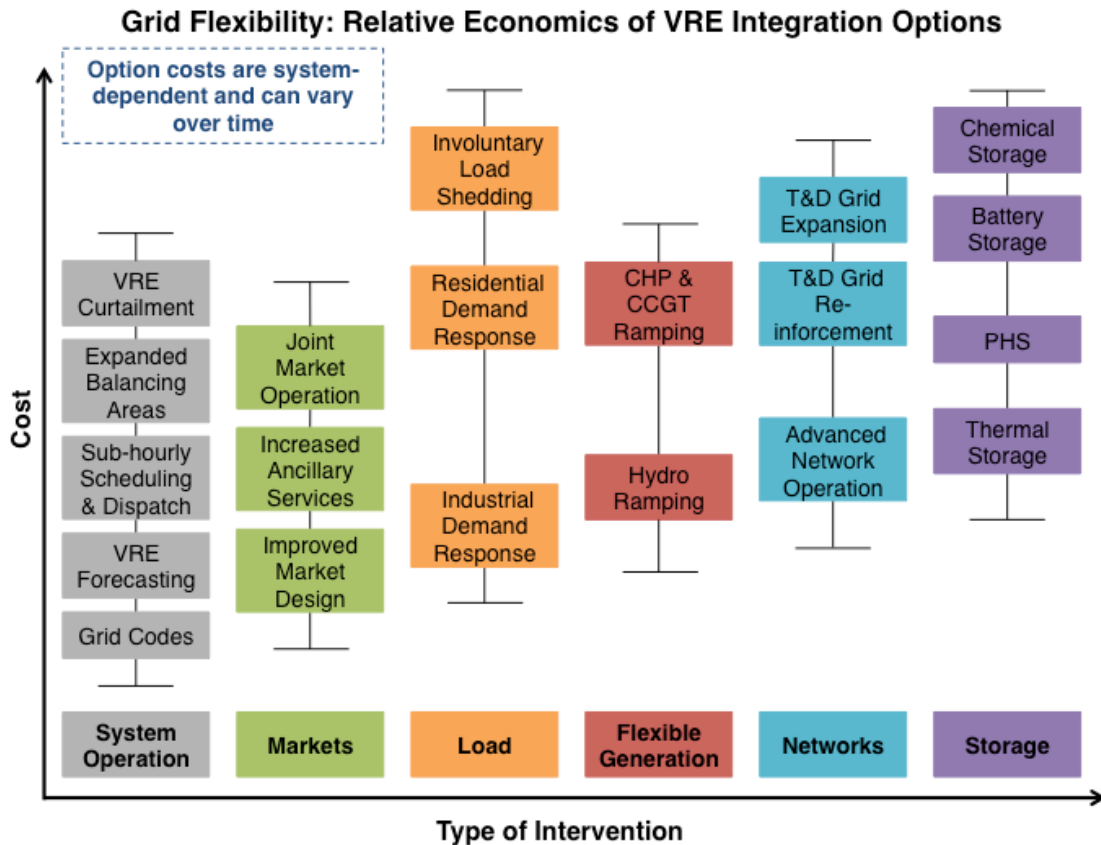 Grid Flexibility: Relative Economics of VRE Integration Options
Option costs are system-
dependent and can vary
over time
Cost
VRE
Curtailment
Expanded
Balancing
Areas
Sub-hourly
Scheduling
& Dispatch
VRE
Forecasting
Grid Codes
System
Operation
Joint
Market
Operation
Increased
Ancillary
Services
Improved
Market
Design
Markets
Involuntary
Load
Shedding
Residential
Demand
Response
Industrial
Demand
Response
Load
CHP &
CCGT
Ramping
Hydro
Ramping
Flexible
Generation
T&D Grid
Expansion
T&D Grid
Re-
inforcement
Advanced
Network
Operation
Networks
Chemical
Storage
Battery
Storage
PHS
Thermal
Storage
Storage
Type of Intervention